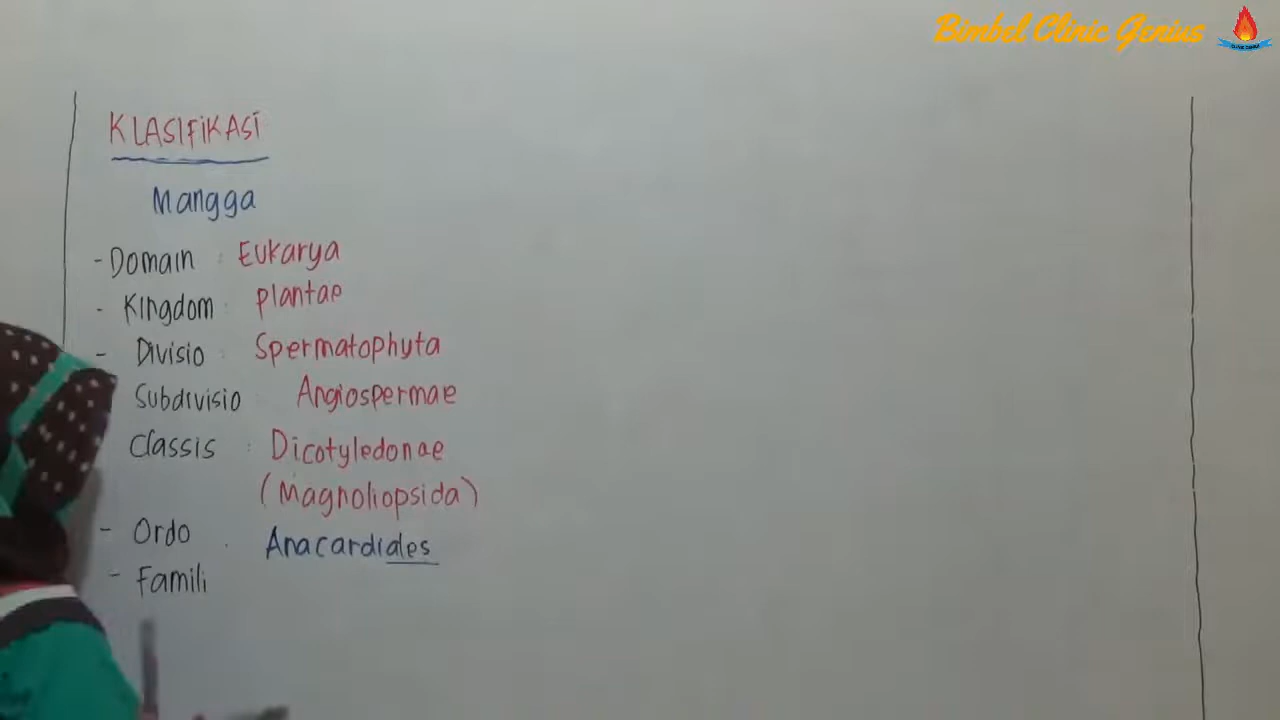 Bimbel Clinic Genius
KLASIFIKASI
Mangga
- Domain : Eukarya
- Kingdom : Plantae
- Divisio : Spermatophyta
Subdivisio : Angiospermae
Classis : Dicotyledonae
(Magnoliopsida)
- Ordo : Anacardiales
- Famili